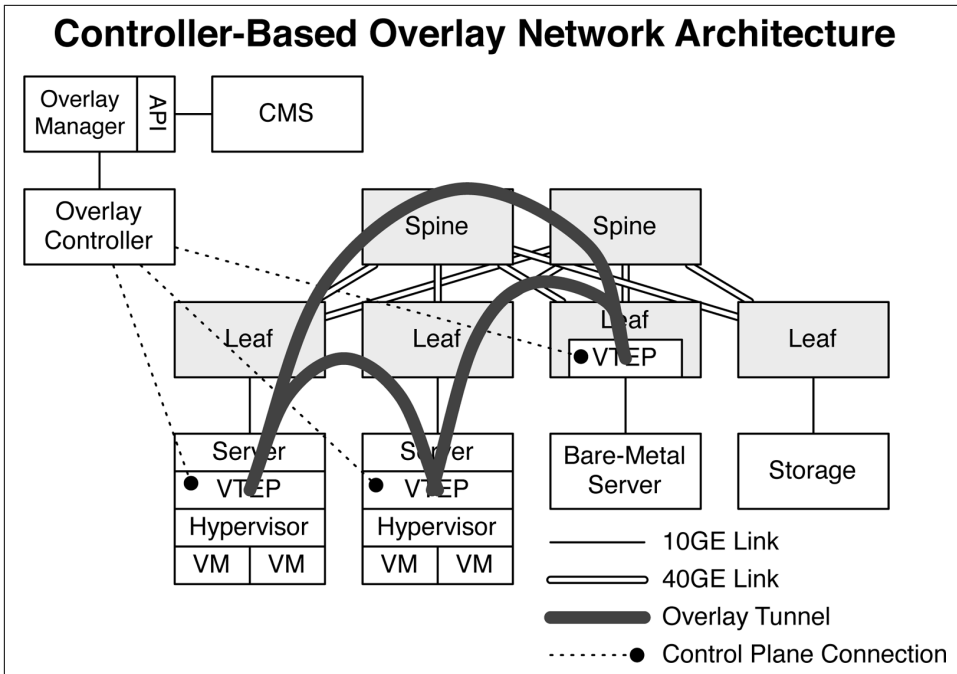 Controller-Based Overlay Network Architecture
Overlay
Manager
API
CMS
Overlay
Controller
Spine
Spine
Leaf
Leaf
Leaf
VTEP
Leaf
Server
VTEP
Hypervisor
VM
VM
Server
VTEP
Hypervisor
VM
VM
Bare-Metal
Server
Storage
10GE Link
40GE Link
Overlay Tunnel
Control Plane Connection